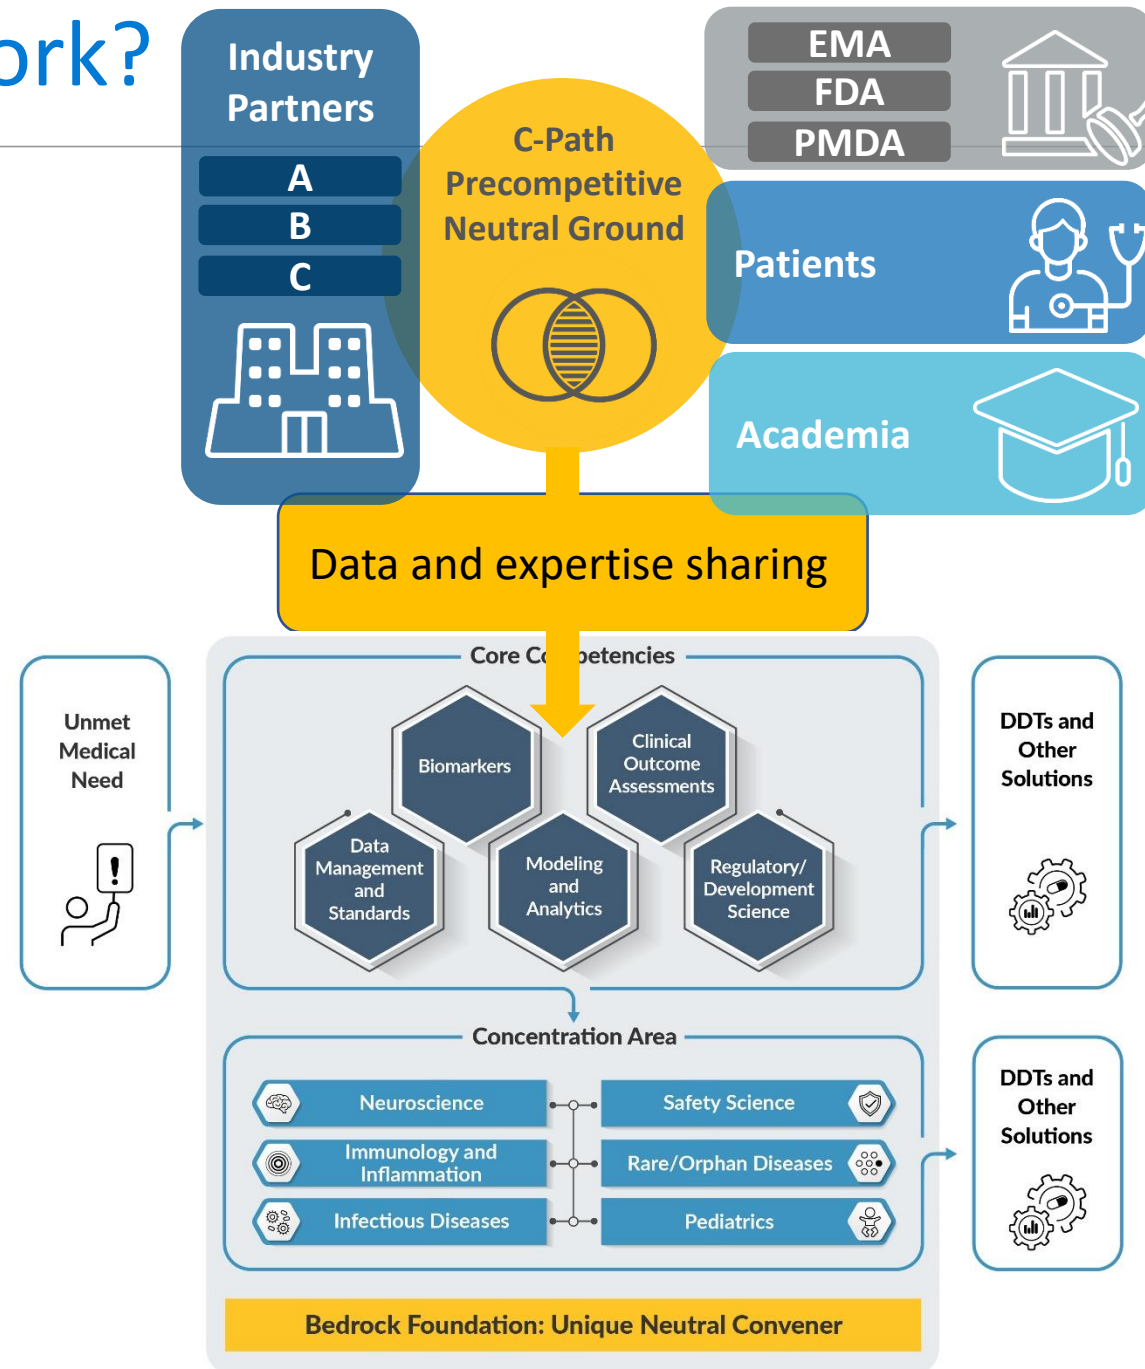 ork?
Industry
Partners
A
B
C
C-Path
Precompetitive
Neutral Ground
EMA
FDA
PMDA
Patients
Academia
Data and expertise sharing
Unmet
Medical
Need
!
Core Co petencies
Biomarkers
Clinical
Outcome
Assessments
Data
Management
and
Standards
Modeling
and
Analytics
Regulatory/
Development
Science
DDTs and
Other
Solutions
Concentration Area
Neuroscience
Safety Science
Immunology and
Inflammation
Rare/Orphan Diseases
Infectious Diseases
Pediatrics
DDTs and
Other
Solutions
Bedrock Foundation: Unique Neutral Convener